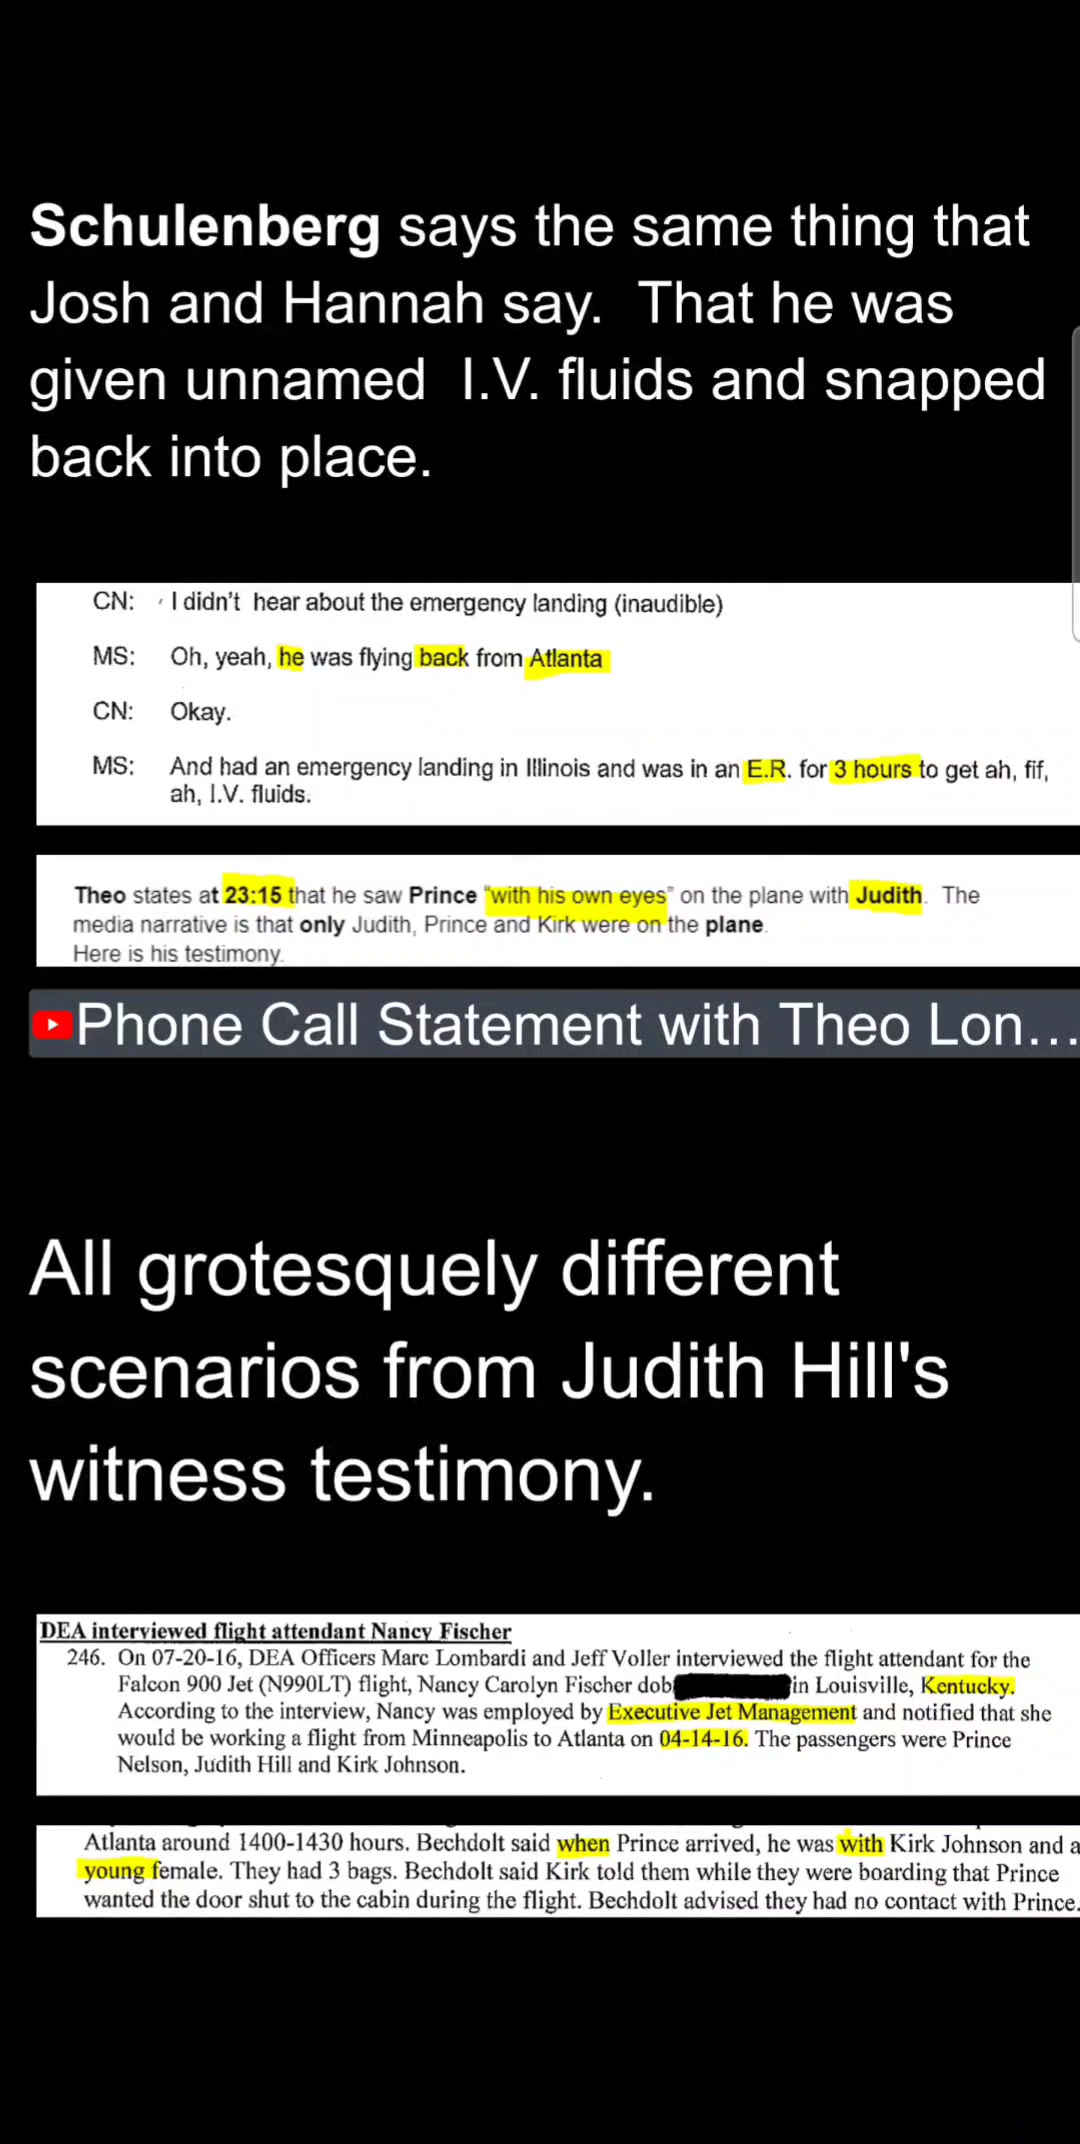 Schulenberg says the same thing that
Josh and Hannah say. That he was
given unnamed I.V. fluids and snapped
back into place.
CN: I didn't hear about the emergency landing (inaudible)
MS: Oh, yeah, he was flying back from Atlanta
CN: Okay.
MS: And had an emergency landing in Illinois and was in an E.R. for 3 hours to get ah, fif,
ah, I.V. fluids.
Theo states at 23:15 that he saw Prince "with his own eyes" on the plane with Judith. The
media narrative is that only Judith, Prince and Kirk were on the plane.
Here is his testimony.
Phone Call Statement with Theo Lon...
All grotesquely different
scenarios from Judith Hill's
witness testimony.
DEA interviewed flight attendant Nancy Fischer
246. On 07-20-16, DEA Officers Marc Lombardi and Jeff Voller interviewed the flight attendant for the
Falcon 900 Jet (N990LT) flight, Nancy Carolyn Fischer dob in Louisville, Kentucky.
According to the interview, Nancy was employed by Executive Jet Management and notified that she
would be working a flight from Minneapolis to Atlanta on 04-14-16. The passengers were Prince
Nelson, Judith Hill and Kirk Johnson.
Atlanta around 1400-1430 hours. Bechdolt said when Prince arrived, he was with Kirk Johnson and a
young female. They had 3 bags. Bechdolt said Kirk told them while they were boarding that Prince
wanted the door shut to the cabin during the flight. Bechdolt advised they had no contact with Prince.